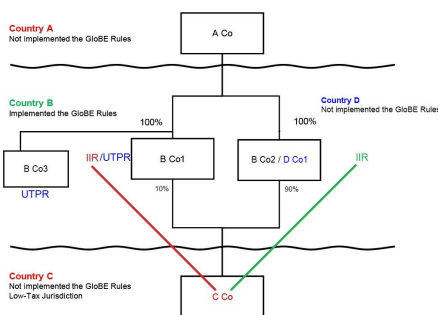 Country A
Not implemented the GloBE Rules
A Co
Country B
Implemented the GloBE Rules
Country D
Not implemented the GloBE Rules
100%
100%
B Co3
UTPR
IIR/UTPR
B Co1
B Co2 / D Co1
IIR
10%
90%
Country C
Not implemented the GloBE Rules
Low-Tax Jurisdiction
C Co